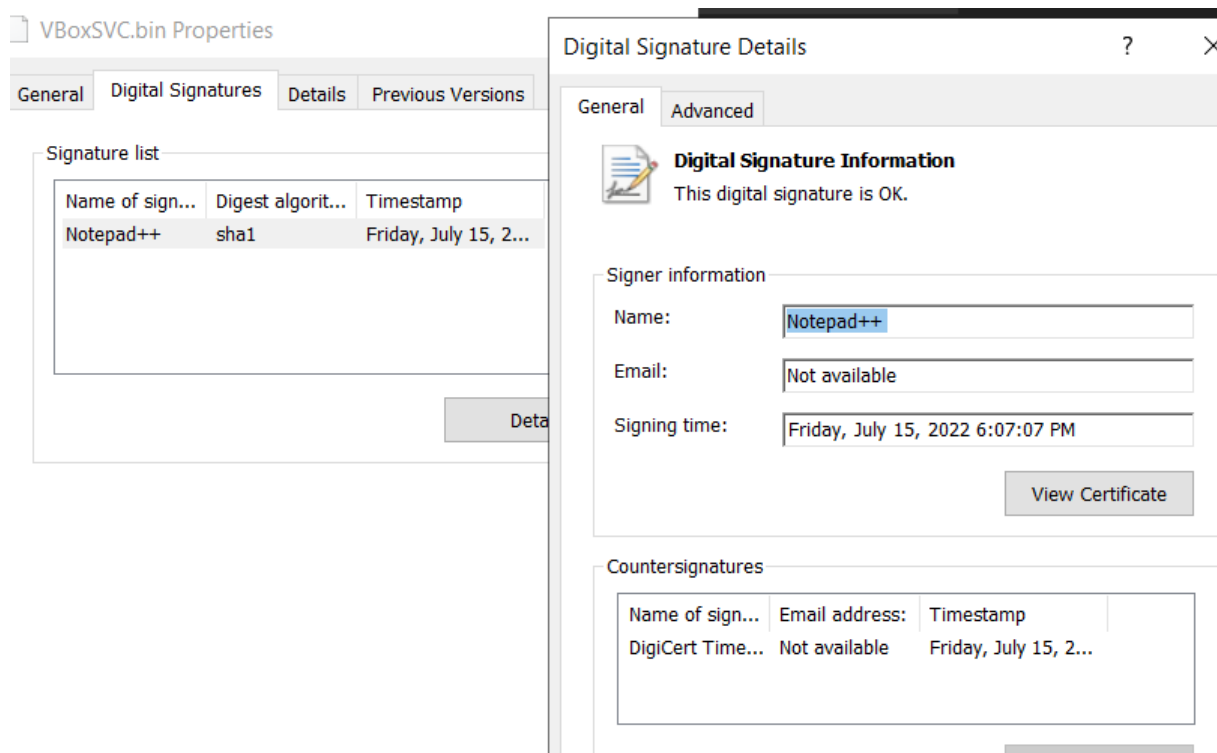 VBoxSVC.bin Properties
General
Digital Signatures
Details
Previous Versions
Signature list
Name of sign...
Digest algorit...
Timestamp
Notepad++
sha1
Friday, July 15, 2...
Deta
Digital Signature Details
?
General
Advanced
Digital Signature Information
This digital signature is OK.
Signer information
Name:
Notepad++
Email:
Not available
Signing time:
Friday, July 15, 2022 6:07:07 PM
View Certificate
Countersignatures
Name of sign...
Email address:
Timestamp
DigiCert Time...
Not available
Friday, July 15, 2...